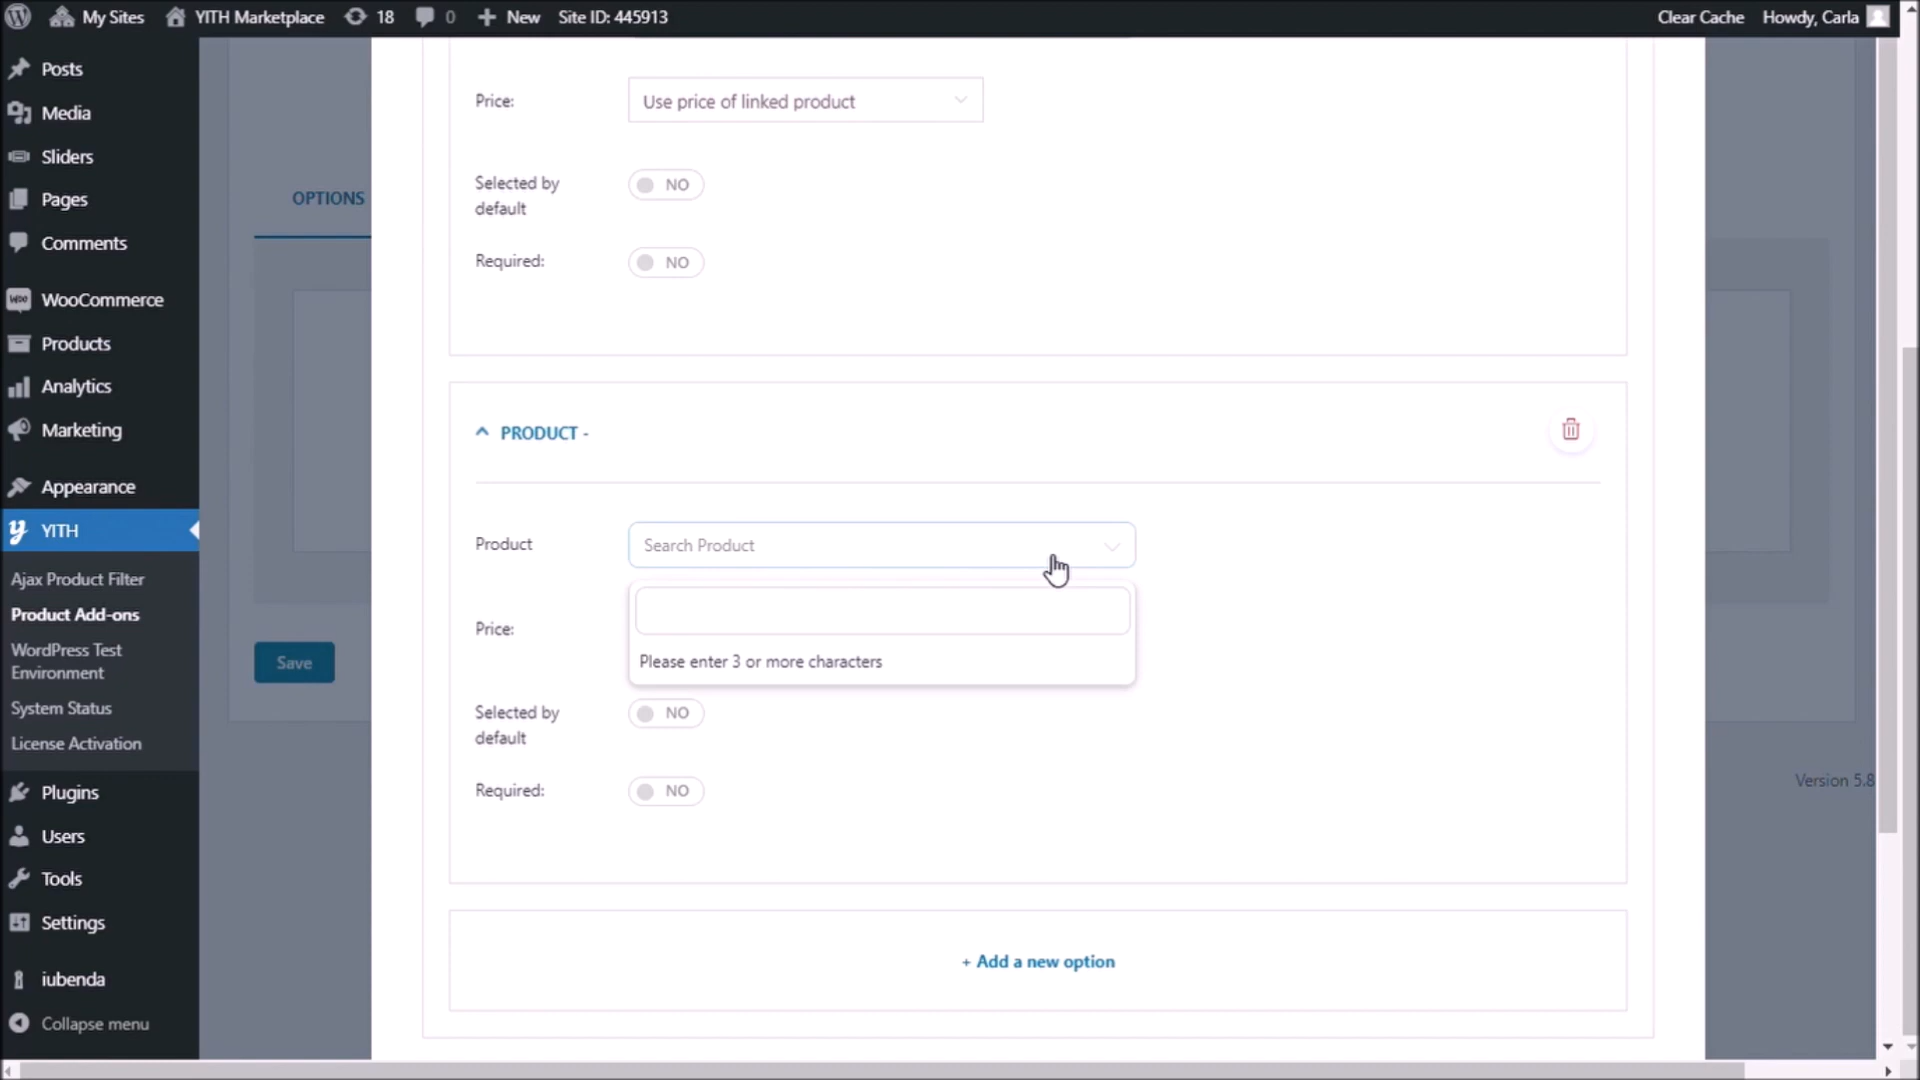 My Sites
YITH Marketplace
18
0
New
Site ID: 445913
Clear Cache
Howdy, Carla
Posts
Media
Sliders
Pages
Comments
WooCommerce
Products
Analytics
Marketing
Appearance
YITH
Ajax Product Filter
Product Add-ons
WordPress Test
Environment
System Status
License Activation
Plugins
Users
Tools
Settings
iubenda
Collapse menu
OPTIONS
Save
Price:
Use price of linked product
Selected by
default
NO
Required:
NO
PRODUCT -
Product
Search Product
Please enter 3 or more characters
Price:
Selected by
default
NO
Required:
NO
+ Add a new option
Version 5.8